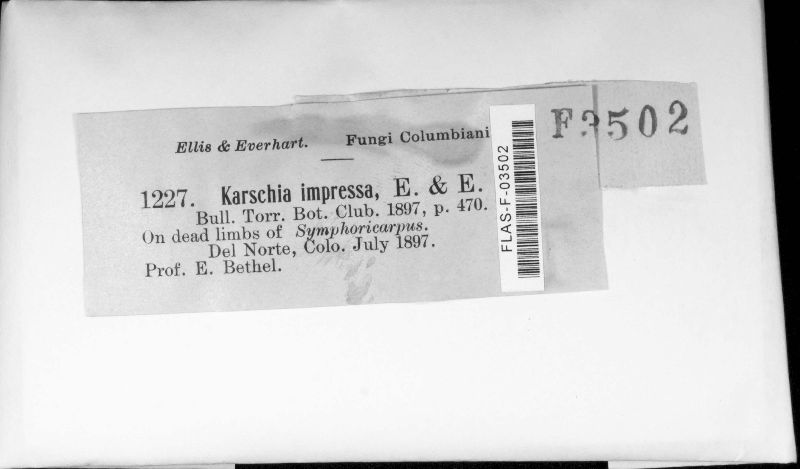 Ellis & Everhart. Fungi Columbiani
F3502
1227. Karschia impressa, E. & E.
Bull. Torr. Bot. Club. 1897, p. 470.
On dead limbs of Symphoricarpus.
Del Norte, Colo. July 1897.
Prof. E. Bethel.
FLAS-F-03502